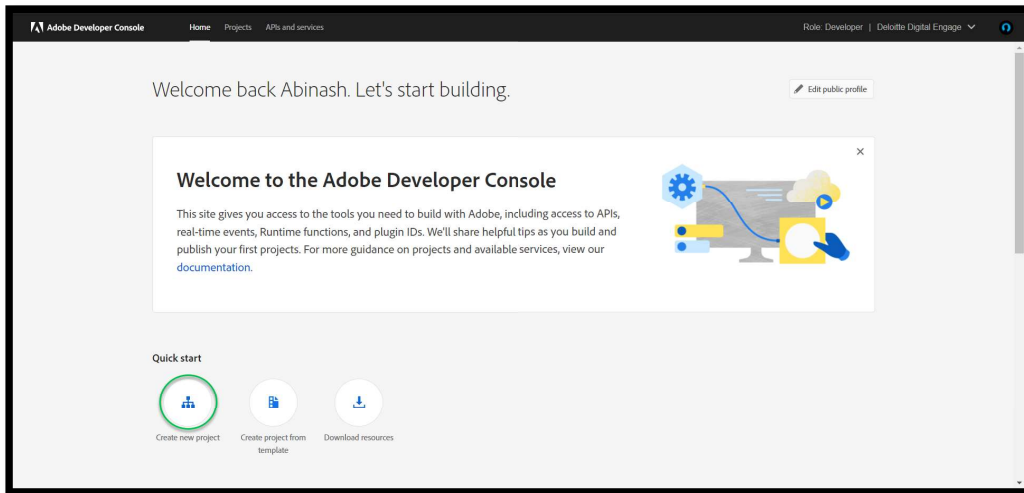 Adobe Developer Console Home Projects APIs and services Role: Developer | Deloitte Digital Engage
Welcome back Abinash. Let's start building.
Edit public profile
Welcome to the Adobe Developer Console
This site gives you access to the tools you need to build with Adobe, including access to APIs,
real-time events, Runtime functions, and plugin IDs. We'll share helpful tips as you build and
publish your first projects. For more guidance on projects and available services, view our
documentation.
Quick start
Create new project
Create project from
template
Download resources